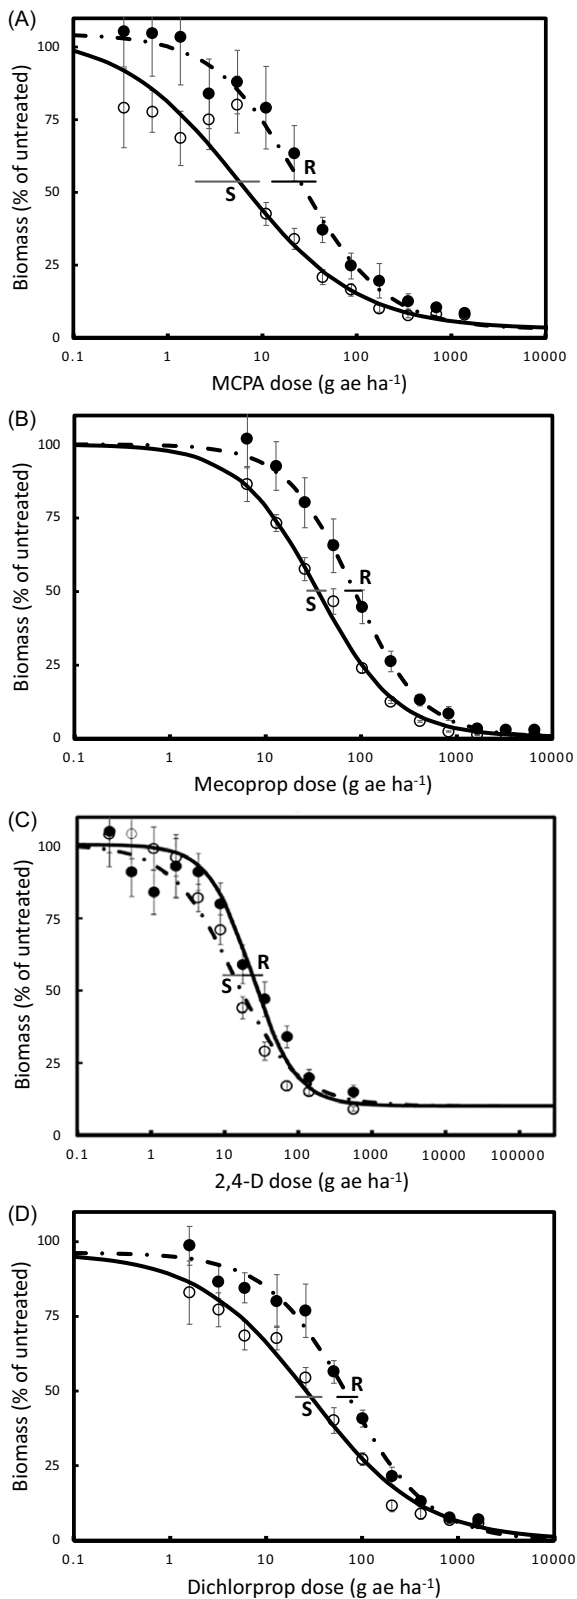 (A)
100
75
50
25
0
Biomass (% of untreated)
R
S
0.1 1 10 100 1000 10000
MCPA dose (g ae ha-1)
(B)
100
75
50
25
0
Biomass (% of untreated)
R
S
0.1 1 10 100 1000 10000
Mecoprop dose (g ae ha-1)
(C)
100
75
50
25
0
Biomass (% of untreated)
R
S
0.1 1 10 100 1000 10000 100000
2,4-D dose (g ae ha-1)
(D)
100
75
50
25
0
Biomass (% of untreated)
R
S
0.1 1 10 100 1000 10000
Dichlorprop dose (g ae ha-1)